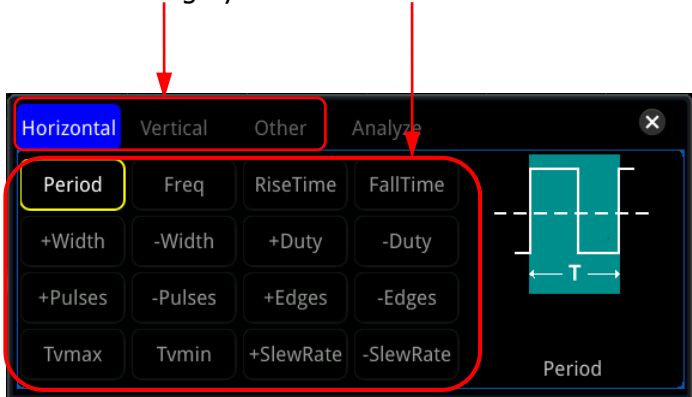 Horizontal Vertical Other Analyze
Period Freq RiseTime FallTime
+Width -Width +Duty -Duty
+Pulses -Pulses +Edges -Edges
Tvmax Tvmin +SlewRate -SlewRate
T
Period